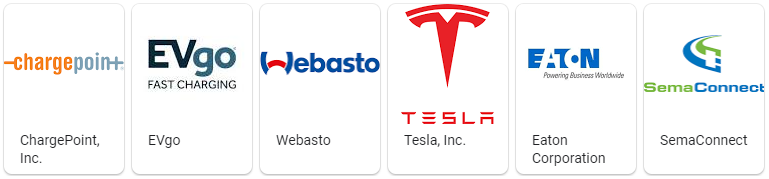 -chargepoin+
EVgo
FAST CHARGING
Webasto
TESLA
EATON
Powering Business Worldwide
SemaConnect
ChargePoint,
Inc.
EVgo
Webasto
Tesla, Inc.
Eaton
Corporation
SemaConnect